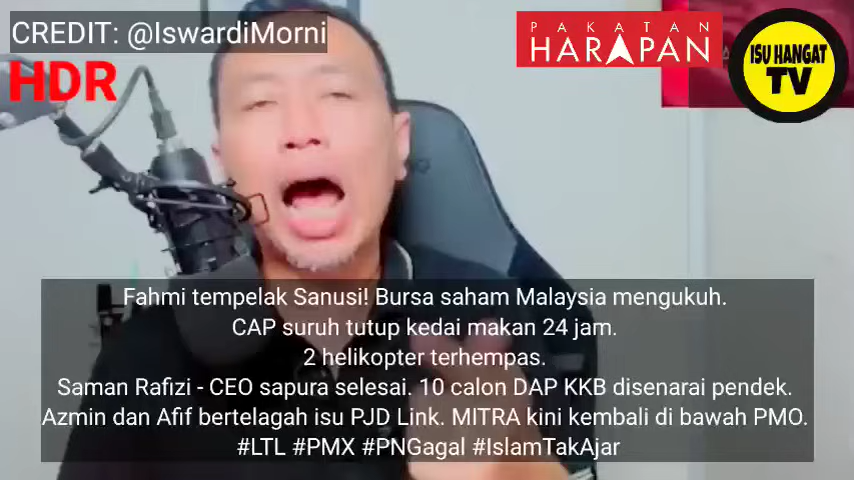 CREDIT: @IswardiMorni
PAKATAN
HARAPAN
ISU HANGAT
TV
HDR
Fahmi tempelak Sanusi! Bursa saham Malaysia mengukuh.
CAP suruh tutup kedai makan 24 jam.
2 helikopter terhempas.
Saman Rafizi - CEO sapura selesai. 10 calon DAP KKB disenarai pendek.
Azmin dan Afif bertelagah isu PJD Link. MITRA kini kembali di bawah PMO.
#LTL #PMX #PNGagal #IslamTakAjar